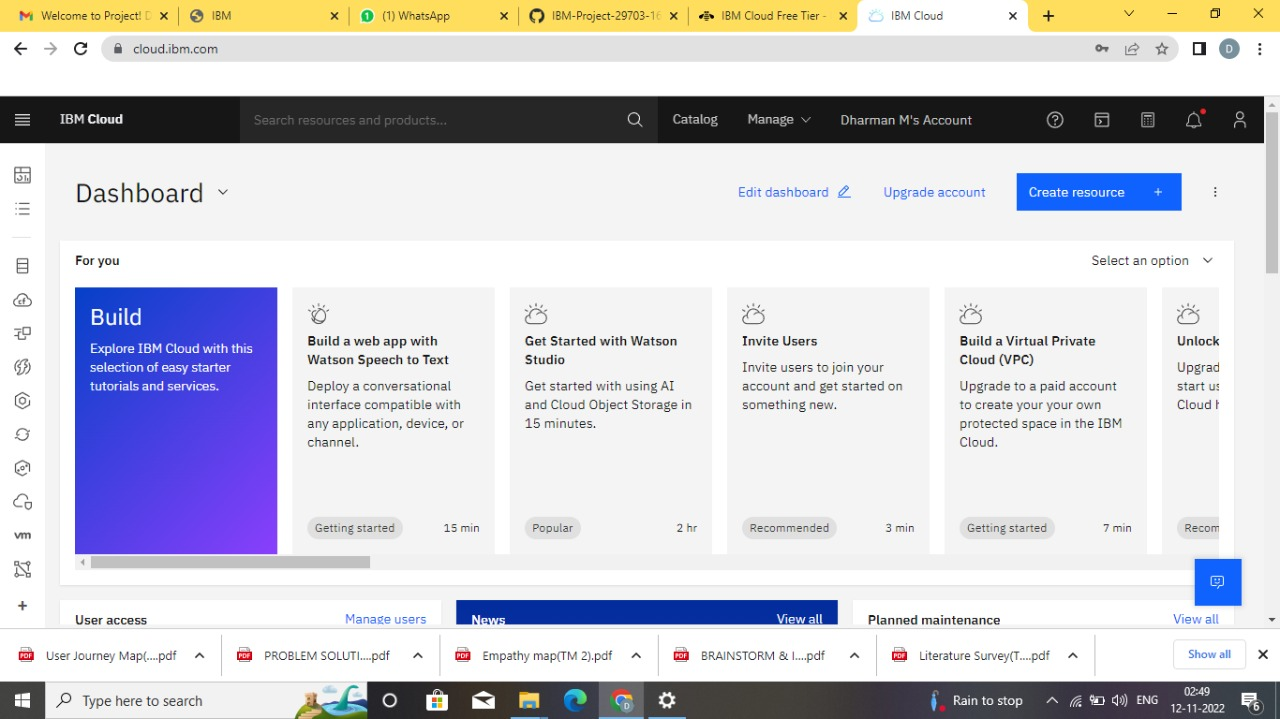 Welcome to Project! D
IBM
(1) WhatsApp
IBM-Project-29703-16
IBM Cloud Free Tier -
IBM Cloud
cloud.ibm.com
D
IBM Cloud
Search resources and products...
Catalog
Manage
Dharman M's Account
Dashboard
Edit dashboard
Upgrade account
Create resource +
For you
Select an option
Build
Explore IBM Cloud with this
selection of easy starter
tutorials and services.
Build a web app with
Watson Speech to Text
Deploy a conversational
interface compatible with
any application, device, or
channel.
Getting started
15 min
Get Started with Watson
Studio
Get started with using AI
and Cloud Object Storage in
15 minutes.
Popular
2 hr
Invite Users
Invite users to join your
account and get started on
something new.
Recommended
3 min
Build a Virtual Private
Cloud (VPC)
Upgrade to a paid account
to create your your own
protected space in the IBM
Cloud.
Getting started
7 min
Unlock
Upgrad
start us
Cloud
Recom
vm
User access
Manage users
News
View all
Planned maintenance
View all
User Journey Map(....pdf
PROBLEM SOLUTI....pdf
Empathy map(TM 2).pdf
BRAINSTORM & I....pdf
Literature Survey(T....pdf
Show all
Type here to search
Rain to stop
ENG
02:49
12-11-2022
6